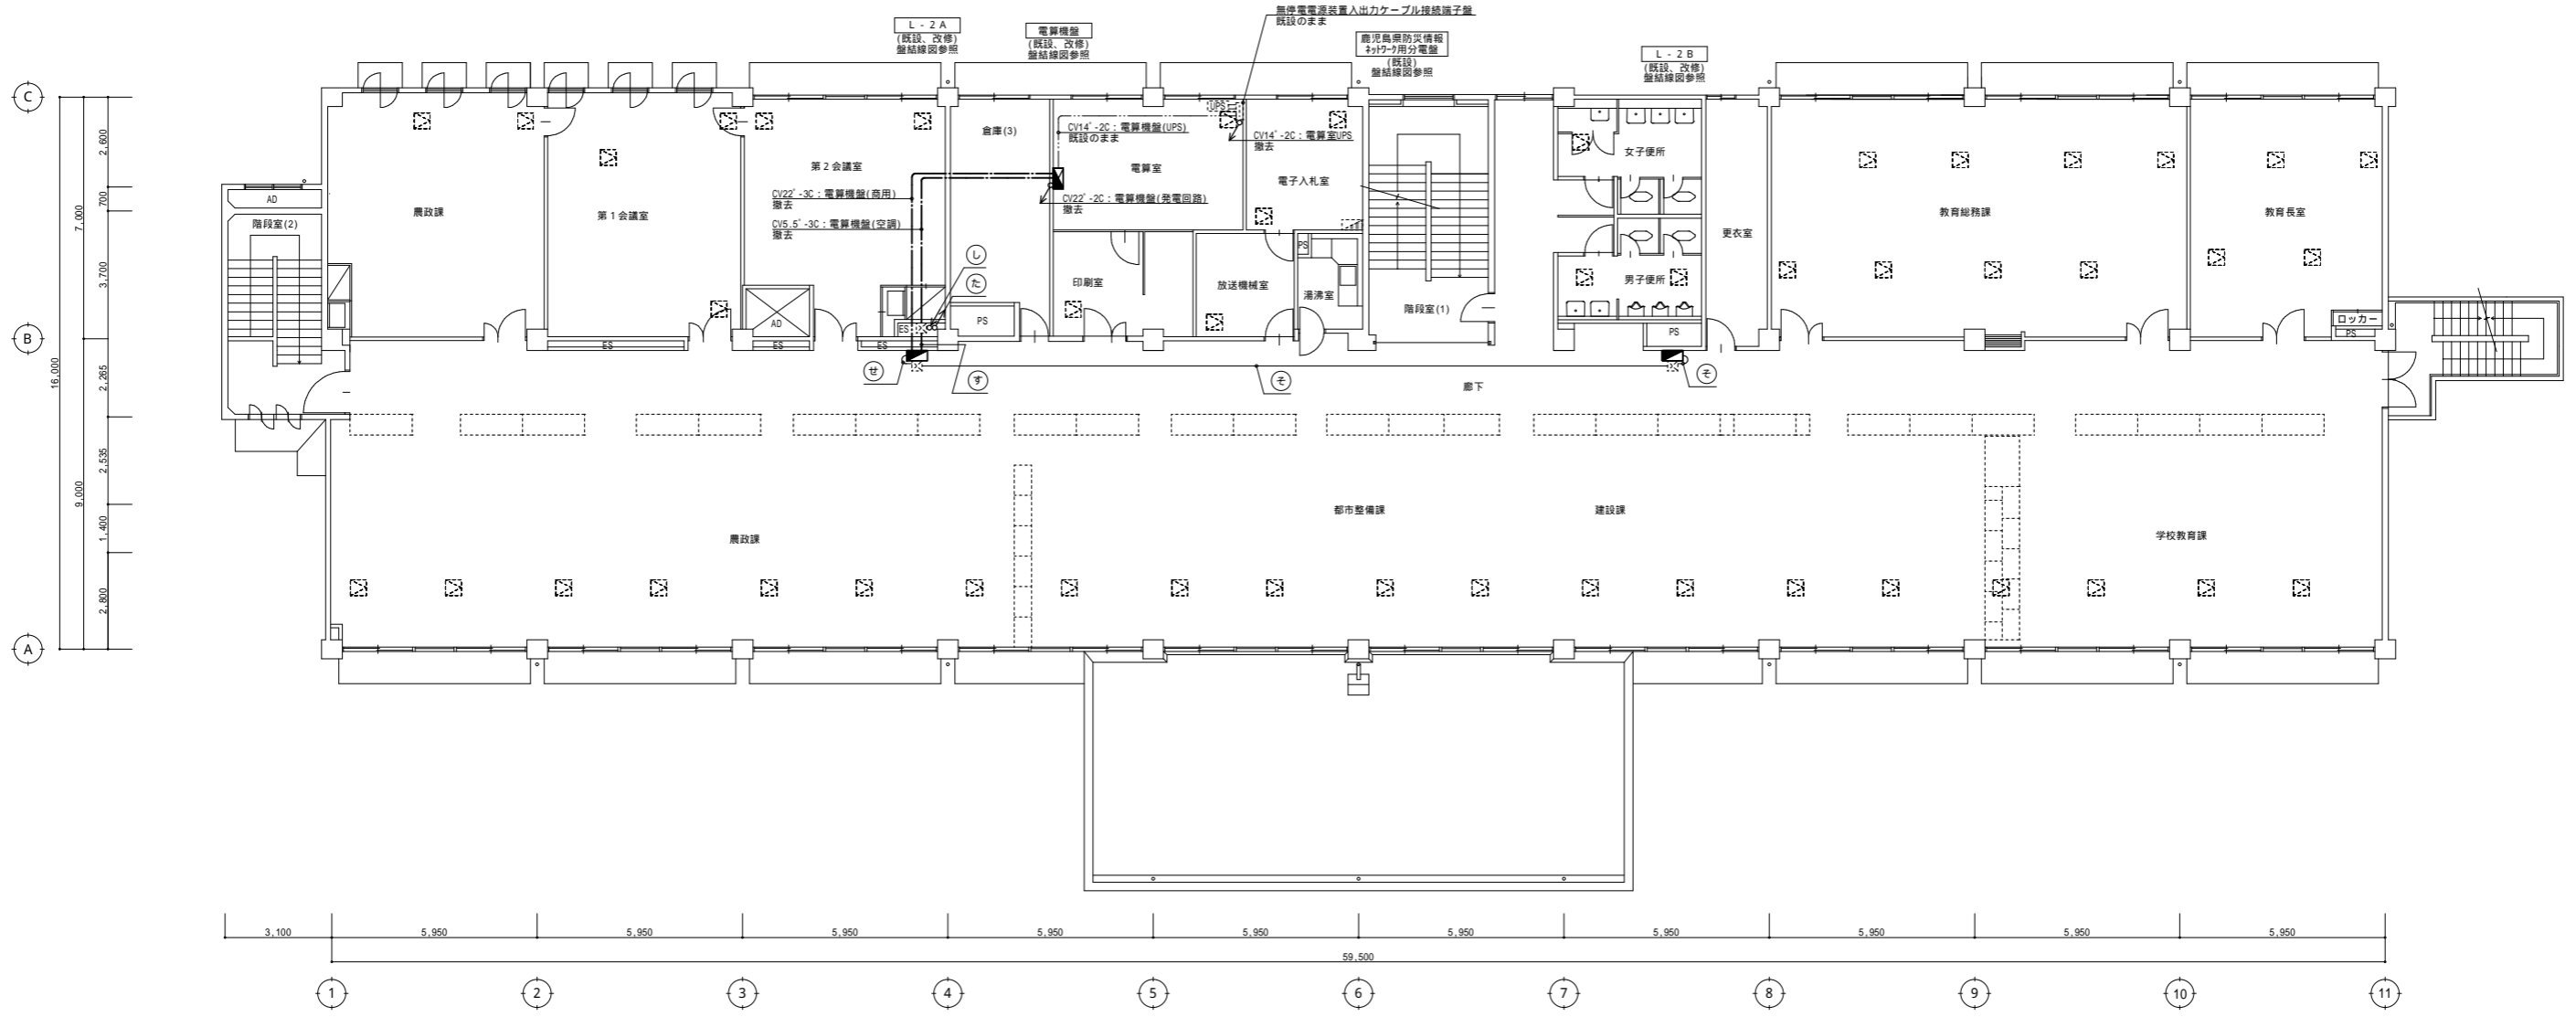 無停電電源装置入出力ケーブル接続端子盤
既設のまま
L - 2 A
(既設、改修)
盤結線図参照
電算機盤
(既設、改修)
盤結線図参照
鹿児島県防災情報
ネットワーク用分電盤
(既設)
盤結線図参照
L - 2 B
(既設、改修)
盤結線図参照
C
B
A
2,600
700
3,700
2,265
2,535
1,400
2,800
7,000
9,000
16,000
AD
階段室(2)
農政課
第１会議室
第２会議室
CV22゜-3C：電算機盤(商用)
撤去
CV5.5゜-3C：電算機盤(空調)
撤去
倉庫(3)
CV14゜-2C：電算機盤(UPS)
既設のまま
UPS
電算室
CV22゜-2C：電算機盤(発電回路)
撤去
CV14゜-2C：電算室UPS
撤去
電子入札室
女子便所
男子便所
更衣室
教育総務課
教育長室
印刷室
放送機械室
PS
湯沸室
階段室(1)
し
た
AD
ES
PS
PS
ロッカー
PS
ES
ES
ES
せ
す
そ
そ
廊下
農政課
都市整備課
建設課
学校教育課
3,100
5,950
5,950
5,950
5,950
5,950
5,950
5,950
5,950
5,950
5,950
59,500
1
2
3
4
5
6
7
8
9
10
11